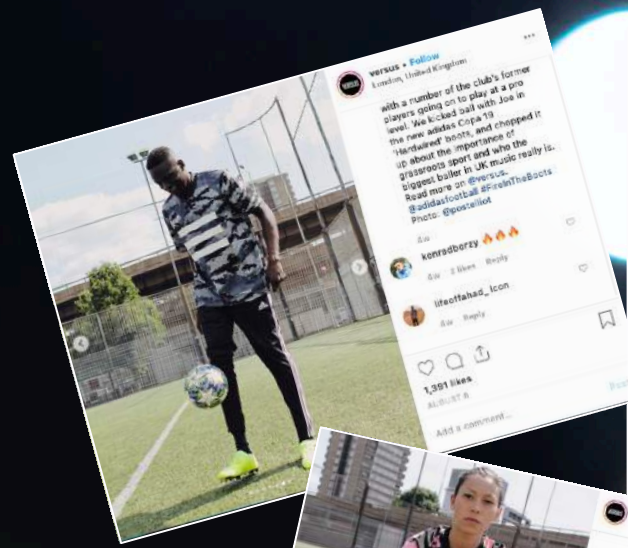 versus • Follow
London, United Kingdom
with a number of the club's former
players going on to play at a pro
level. We kicked ball with Joe in
the new adidas Copa 19
'Hardwired' boots, and chopped it
up about the importance of
grassroots sport and who the
biggest baller in UK music really is.
Read more on @versus.
@adidasfootball #FireInTheBoots
Photo: @postelliot
4w
konradborzy 🔥🔥🔥
4w 2 likes Reply
lifeoffahad_icon
4w Reply
1,391 likes
AUGUST 6
Add a comment...